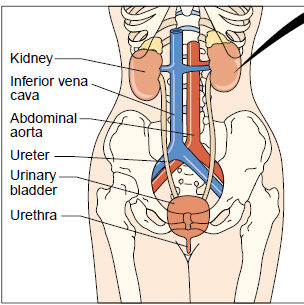 Kidney
Inferior vena
cava
Abdominal
aorta
Ureter
Urinary
bladder
Urethra